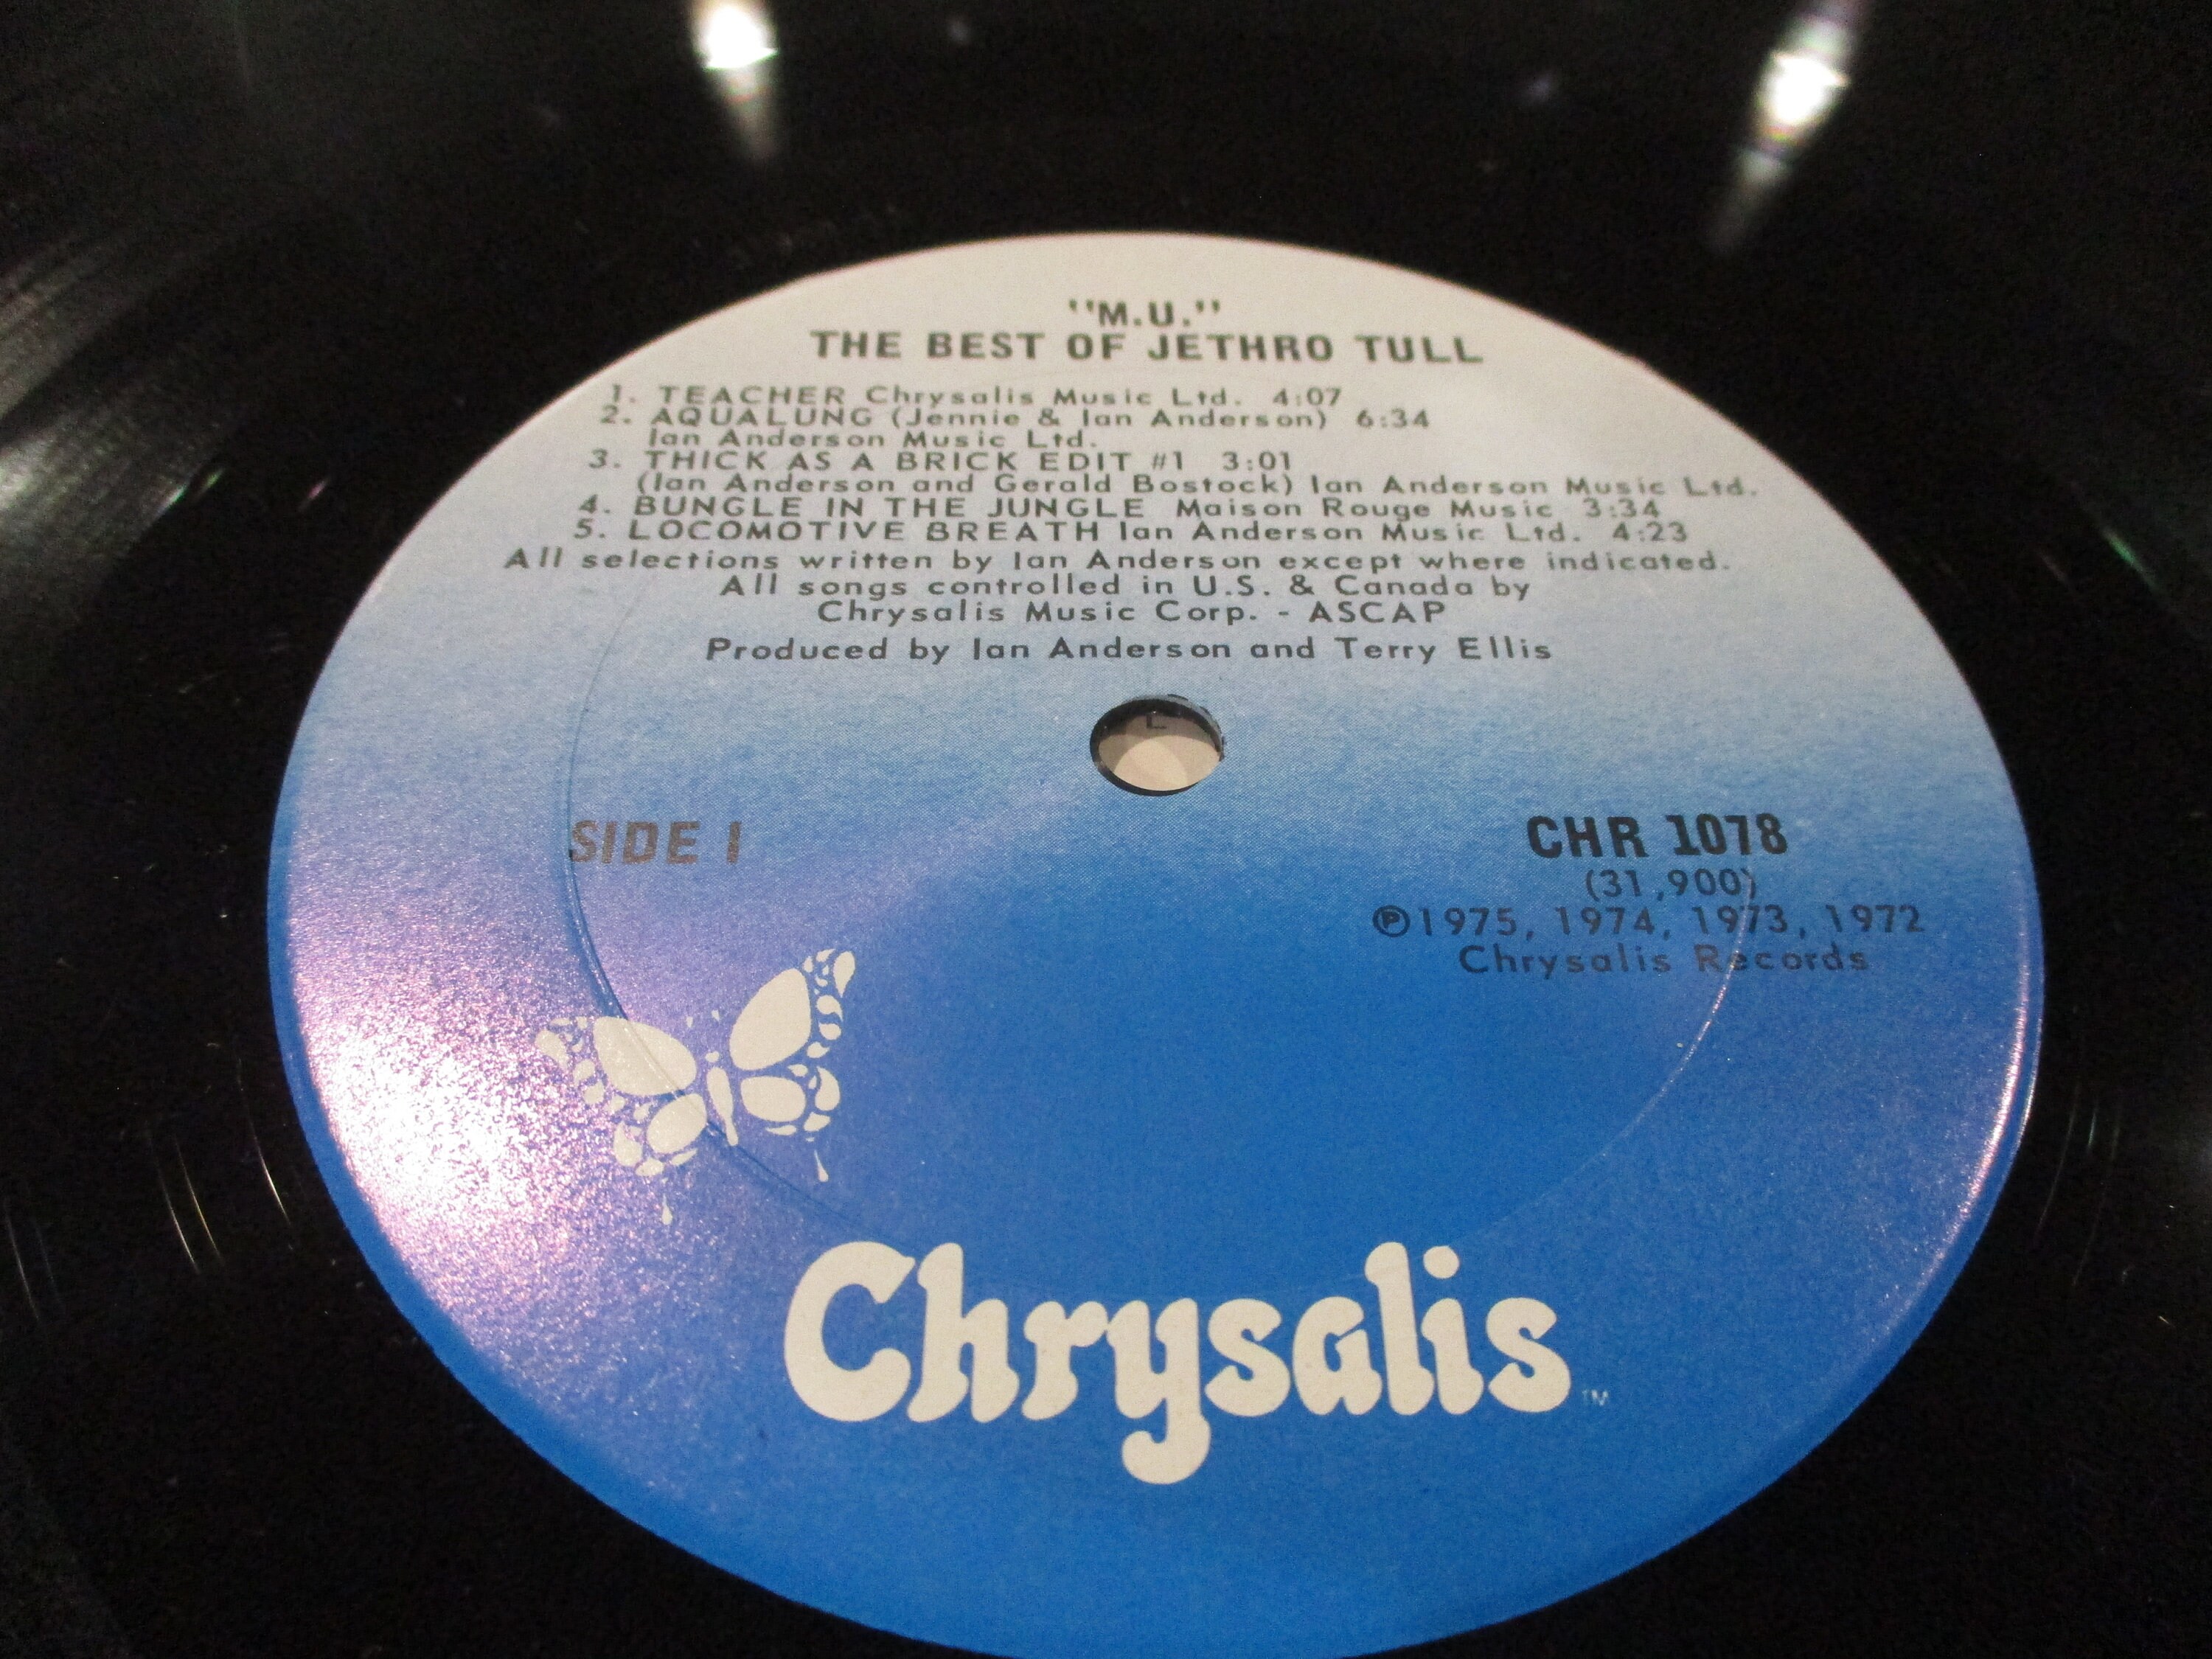 "M.U."
THE BEST OF JETHRO TULL
1. TEACHER Chrysalis Music Ltd. 4:07
2. AQUALUNG (Jennie & Ian Anderson) 6:34
Ian Anderson Music Ltd.
3. THICK AS A BRICK EDIT #1 3:01
(Ian Anderson and Gerald Bostock) Ian Anderson Music Ltd.
4. BUNGLE IN THE JUNGLE Maison Rouge Music 3:34
5. LOCOMOTIVE BREATH Ian Anderson Music Ltd. 4:23
All selections written by Ian Anderson except where indicated.
All songs controlled in U.S. & Canada by
Chrysalis Music Corp. - ASCAP
Produced by Ian Anderson and Terry Ellis
SIDE 1
CHR 1078
(31,900)
℗1975, 1974, 1973, 1972
Chrysalis Records
Chrysalis™